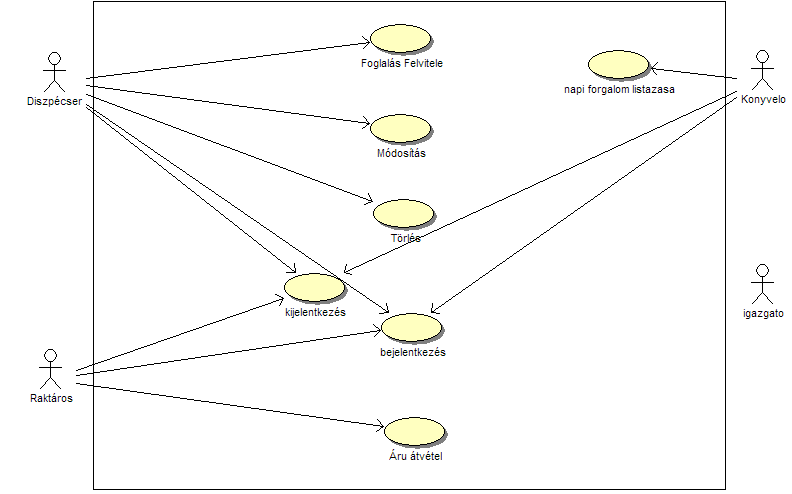 Foglalás Felvitele
napi forgalom listazasa
Diszpécser
Konyvelo
Módosítás
Törlés
kijelentkezés
igazgato
bejelentkezés
Raktáros
Áru átvétel